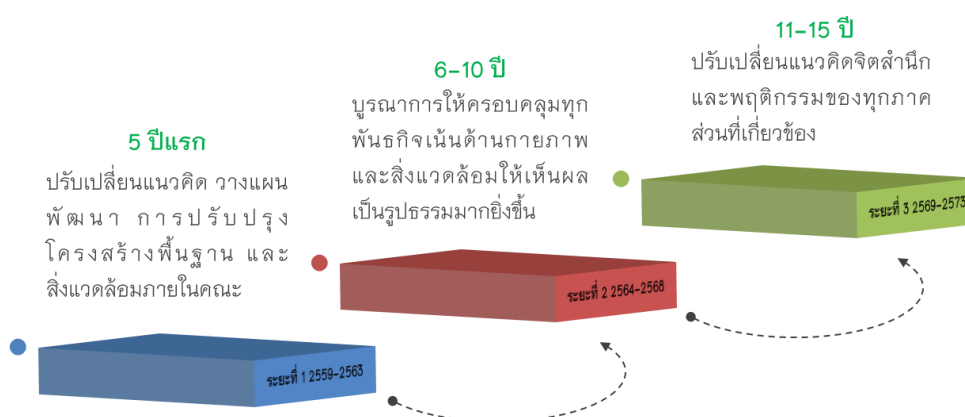 5 ปีแรก
ปรับเปลี่ยนแนวคิด วางแผน
พัฒนา การปรับปรุง
โครงสร้างพื้นฐาน และ
สิ่งแวดล้อมภายในคณะ
ระยะที่ 1 2559-2563
6-10 ปี
บูรณาการให้ครอบคลุมทุก
พันธกิจเน้นด้านกายภาพ
และสิ่งแวดล้อมให้เห็นผล
เป็นรูปธรรมมากยิ่งขึ้น
ระยะที่ 2 2564-2568
11-15 ปี
ปรับเปลี่ยนแนวคิดจิตสำนึก
และพฤติกรรมของทุกภาค
ส่วนที่เกี่ยวข้อง
ระยะที่ 3 2569-2573